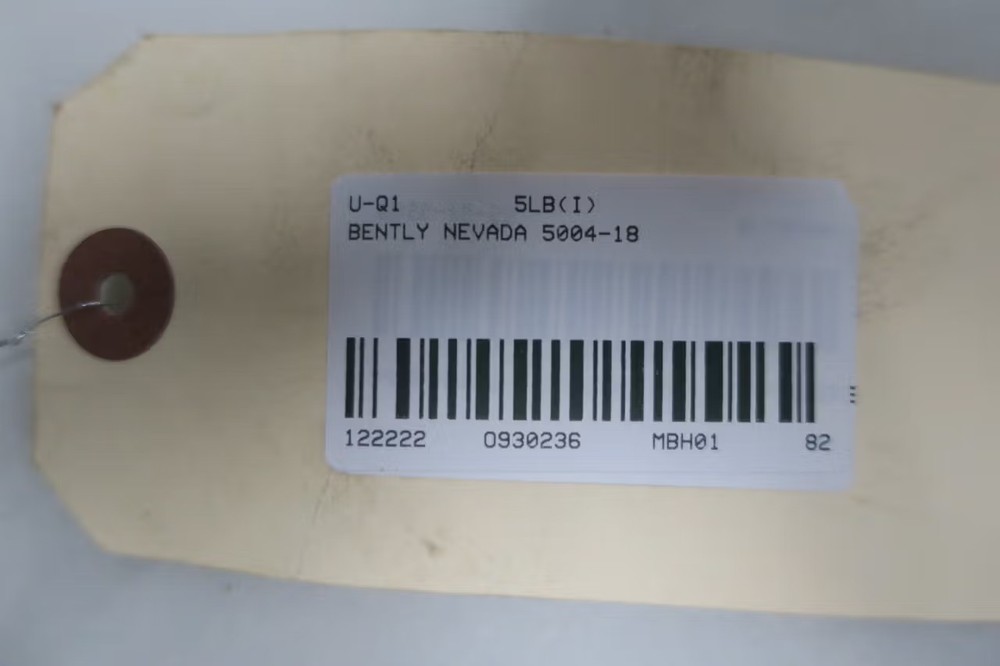 U-Q1 5LB(I)
BENTLY NEVADA 5004-18
122222 0930236 MBH01 82